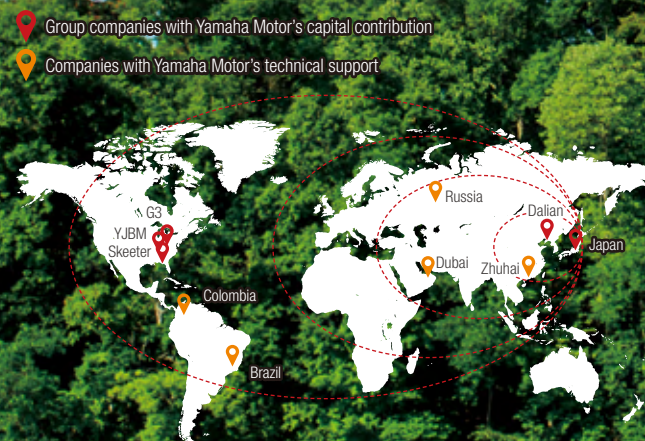 Group companies with Yamaha Motor's capital contribution
Companies with Yamaha Motor's technical support
Russia
G3
Dalian
YJBM
Japan
Skeeter
Dubai
Zhuhai
Colombia
Brazil